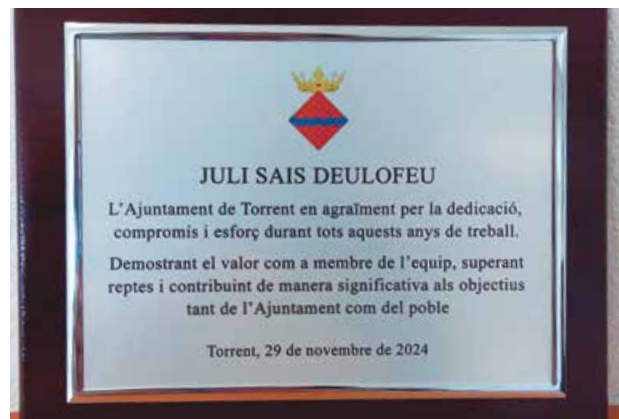 JULI SAIS DEULOFEU
L'Ajuntament de Torrent en agraïment per la dedicació,
compromis i esforç durant tots aquests anys de treball.
Demostrant el valor com a membre de l'equip, superant
reptes i contribuint de manera significativa als objectius
tant de l'Ajuntament com del poble
Torrent, 29 de novembre de 2024